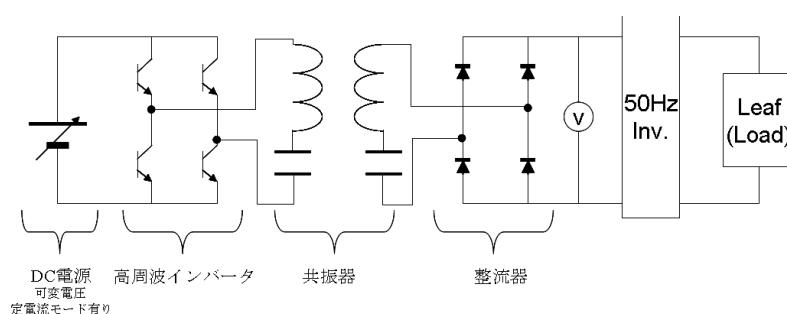 V
50Hz
Inv.
Leaf
(Load)
DC電源
可変電圧
定電流モード有り
高周波インバータ
共振器
整流器